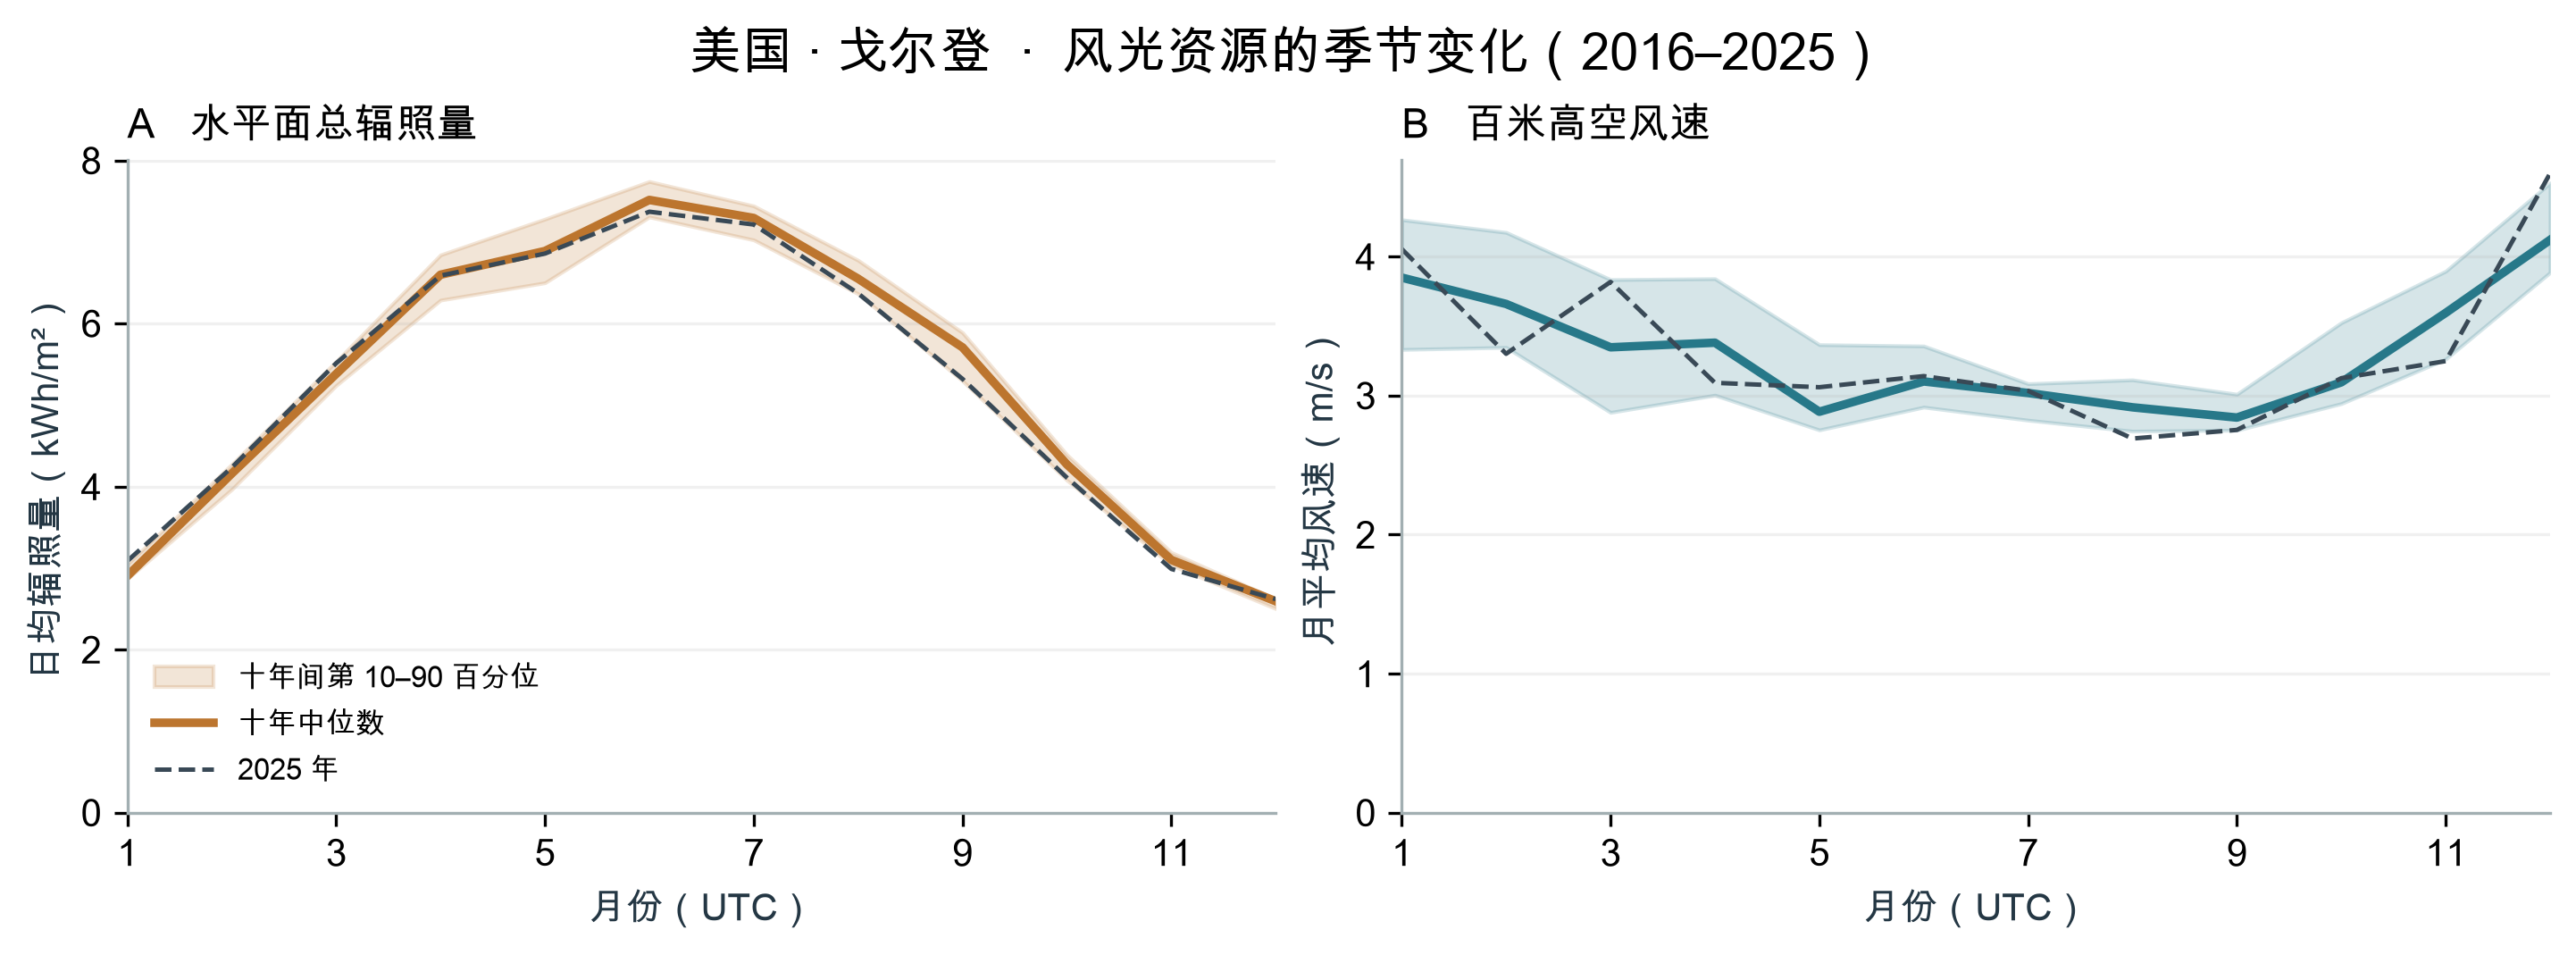 美国 · 戈尔登 · 风光资源的季节变化（2016–2025）
A 水平面总辐照量
8
6
4
2
0
日均辐照量（kWh/m²）
十年间第 10–90 百分位
十年中位数
2025 年
1 3 5 7 9 11
月份（UTC）
B 百米高空风速
4
3
2
1
0
月平均风速（m/s）
1 3 5 7 9 11
月份（UTC）